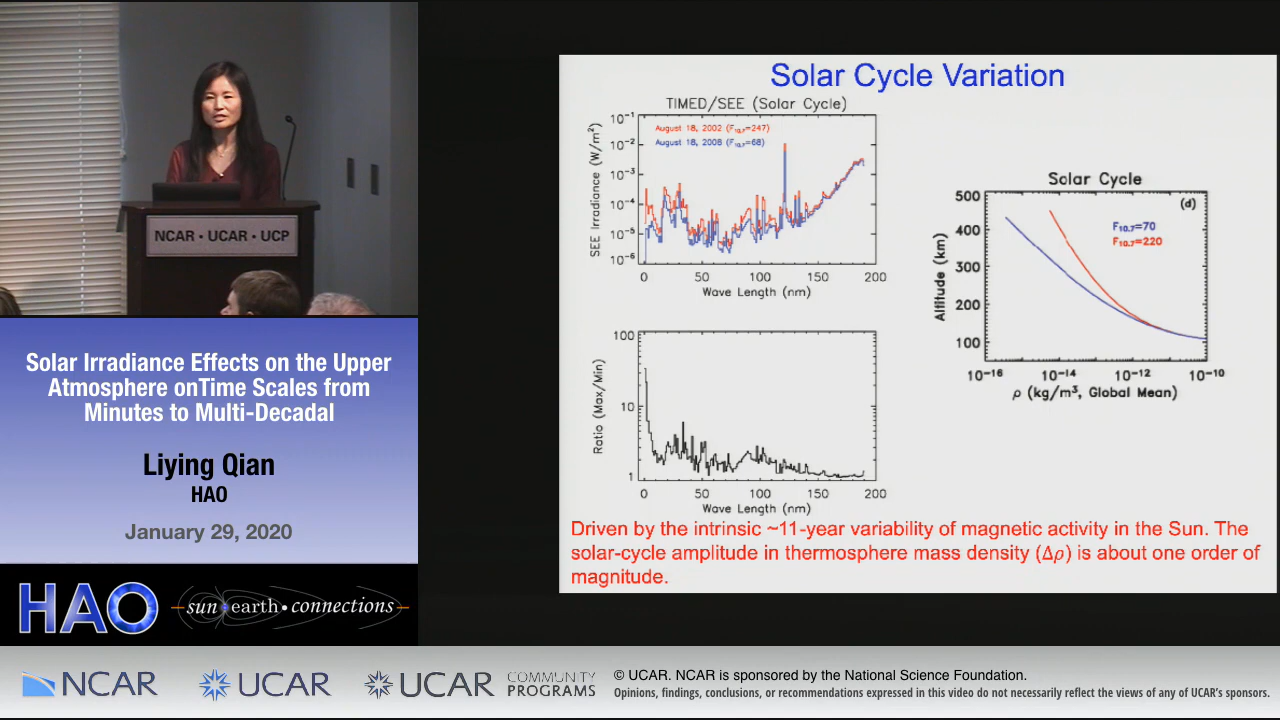 NCAR • UCAR • UCP
Solar Irradiance Effects on the Upper
Atmosphere onTime Scales from
Minutes to Multi-Decadal
Liying Qian
HAO
January 29, 2020
HAO
sun earth • connections
Solar Cycle Variation
TIMED/SEE (Solar Cycle)
August 18, 2002 (F10.7=247)
August 18, 2008 (F10.7=68)
SEE Irradiance (W/m²)
10⁻¹
10⁻²
10⁻³
10⁻⁴
10⁻⁵
10⁻⁶
0 50 100 150 200
Wave Length (nm)
Ratio (Max/Min)
100
10
1
0 50 100 150 200
Wave Length (nm)
Solar Cycle
(d)
F10.7=70
F10.7=220
Altitude (km)
500
400
300
200
100
10⁻¹⁶ 10⁻¹⁴ 10⁻¹² 10⁻¹⁰
ρ (kg/m³, Global Mean)
Driven by the intrinsic ~11-year variability of magnetic activity in the Sun. The
solar-cycle amplitude in thermosphere mass density (Δρ) is about one order of
magnitude.
NCAR
UCAR
UCAR COMMUNITY
PROGRAMS
© UCAR. NCAR is sponsored by the National Science Foundation.
Opinions, findings, conclusions, or recommendations expressed in this video do not necessarily reflect the views of any of UCAR's sponsors.